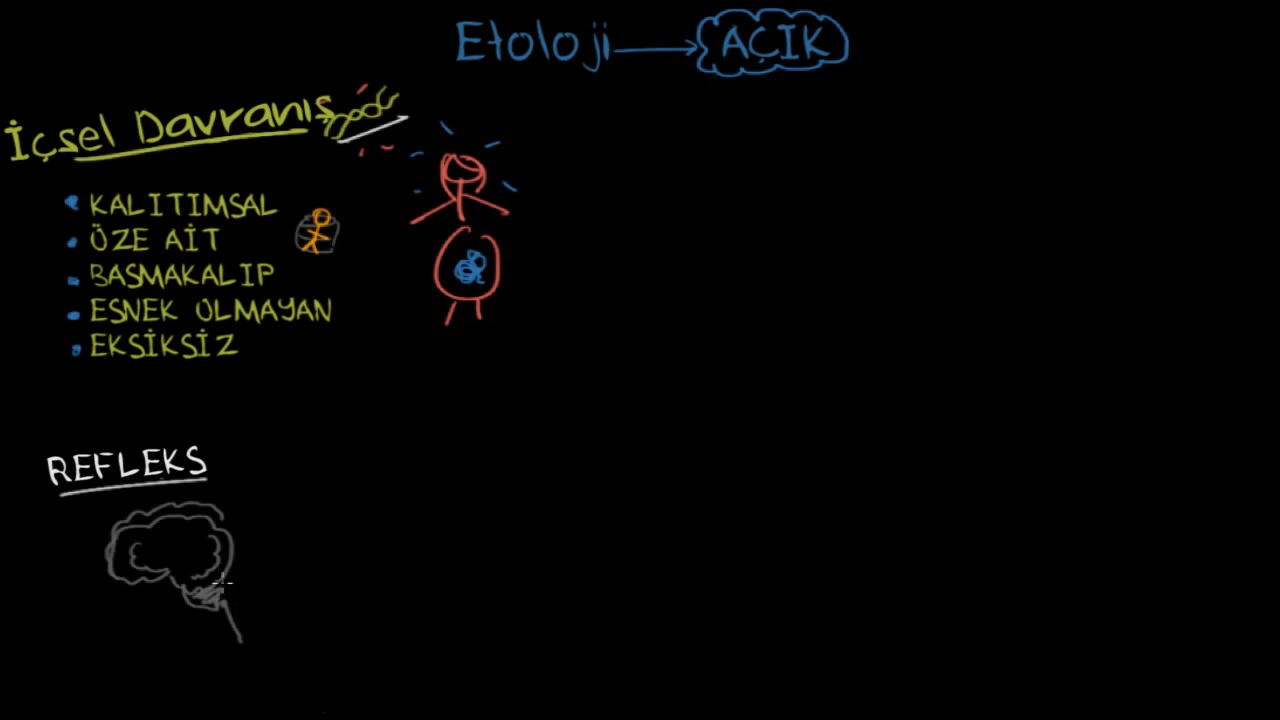 Etoloji → AÇIK
İçsel Davranış
• KALITIMSAL
• ÖZE AİT
• BASMAKALIP
• ESNEK OLMAYAN
• EKSİKSİZ
REFLEKS